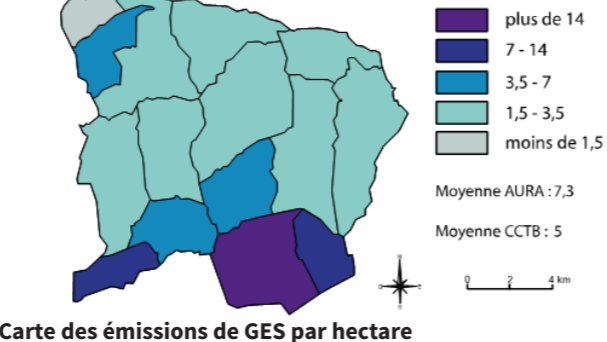 plus de 14
7 - 14
3,5 - 7
1,5 - 3,5
moins de 1,5
Moyenne AURA : 7,3
Moyenne CCTB : 5
0 2 4 km
Carte des émissions de GES par hectare